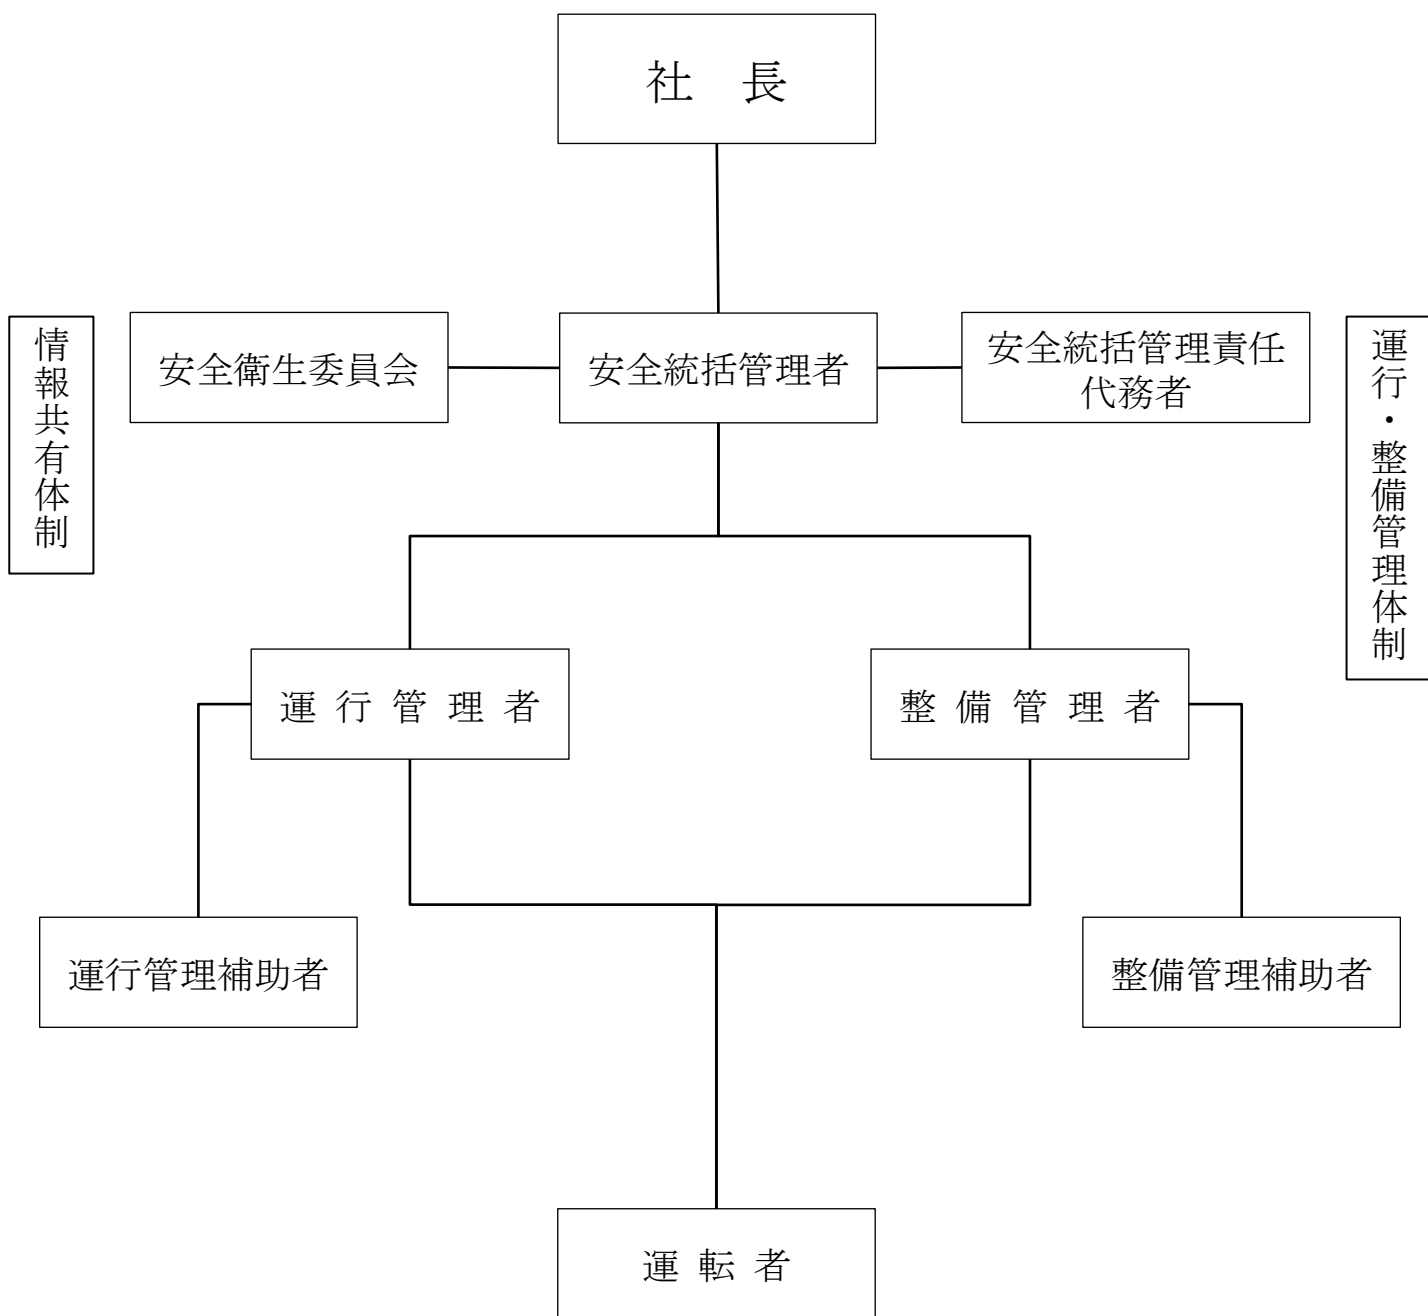 社　長
情報共有体制
安全衛生委員会
安全統括管理者
安全統括管理責任
代務者
運行・整備管理体制
運 行 管 理 者
整 備 管 理 者
運行管理補助者
整備管理補助者
運 転 者